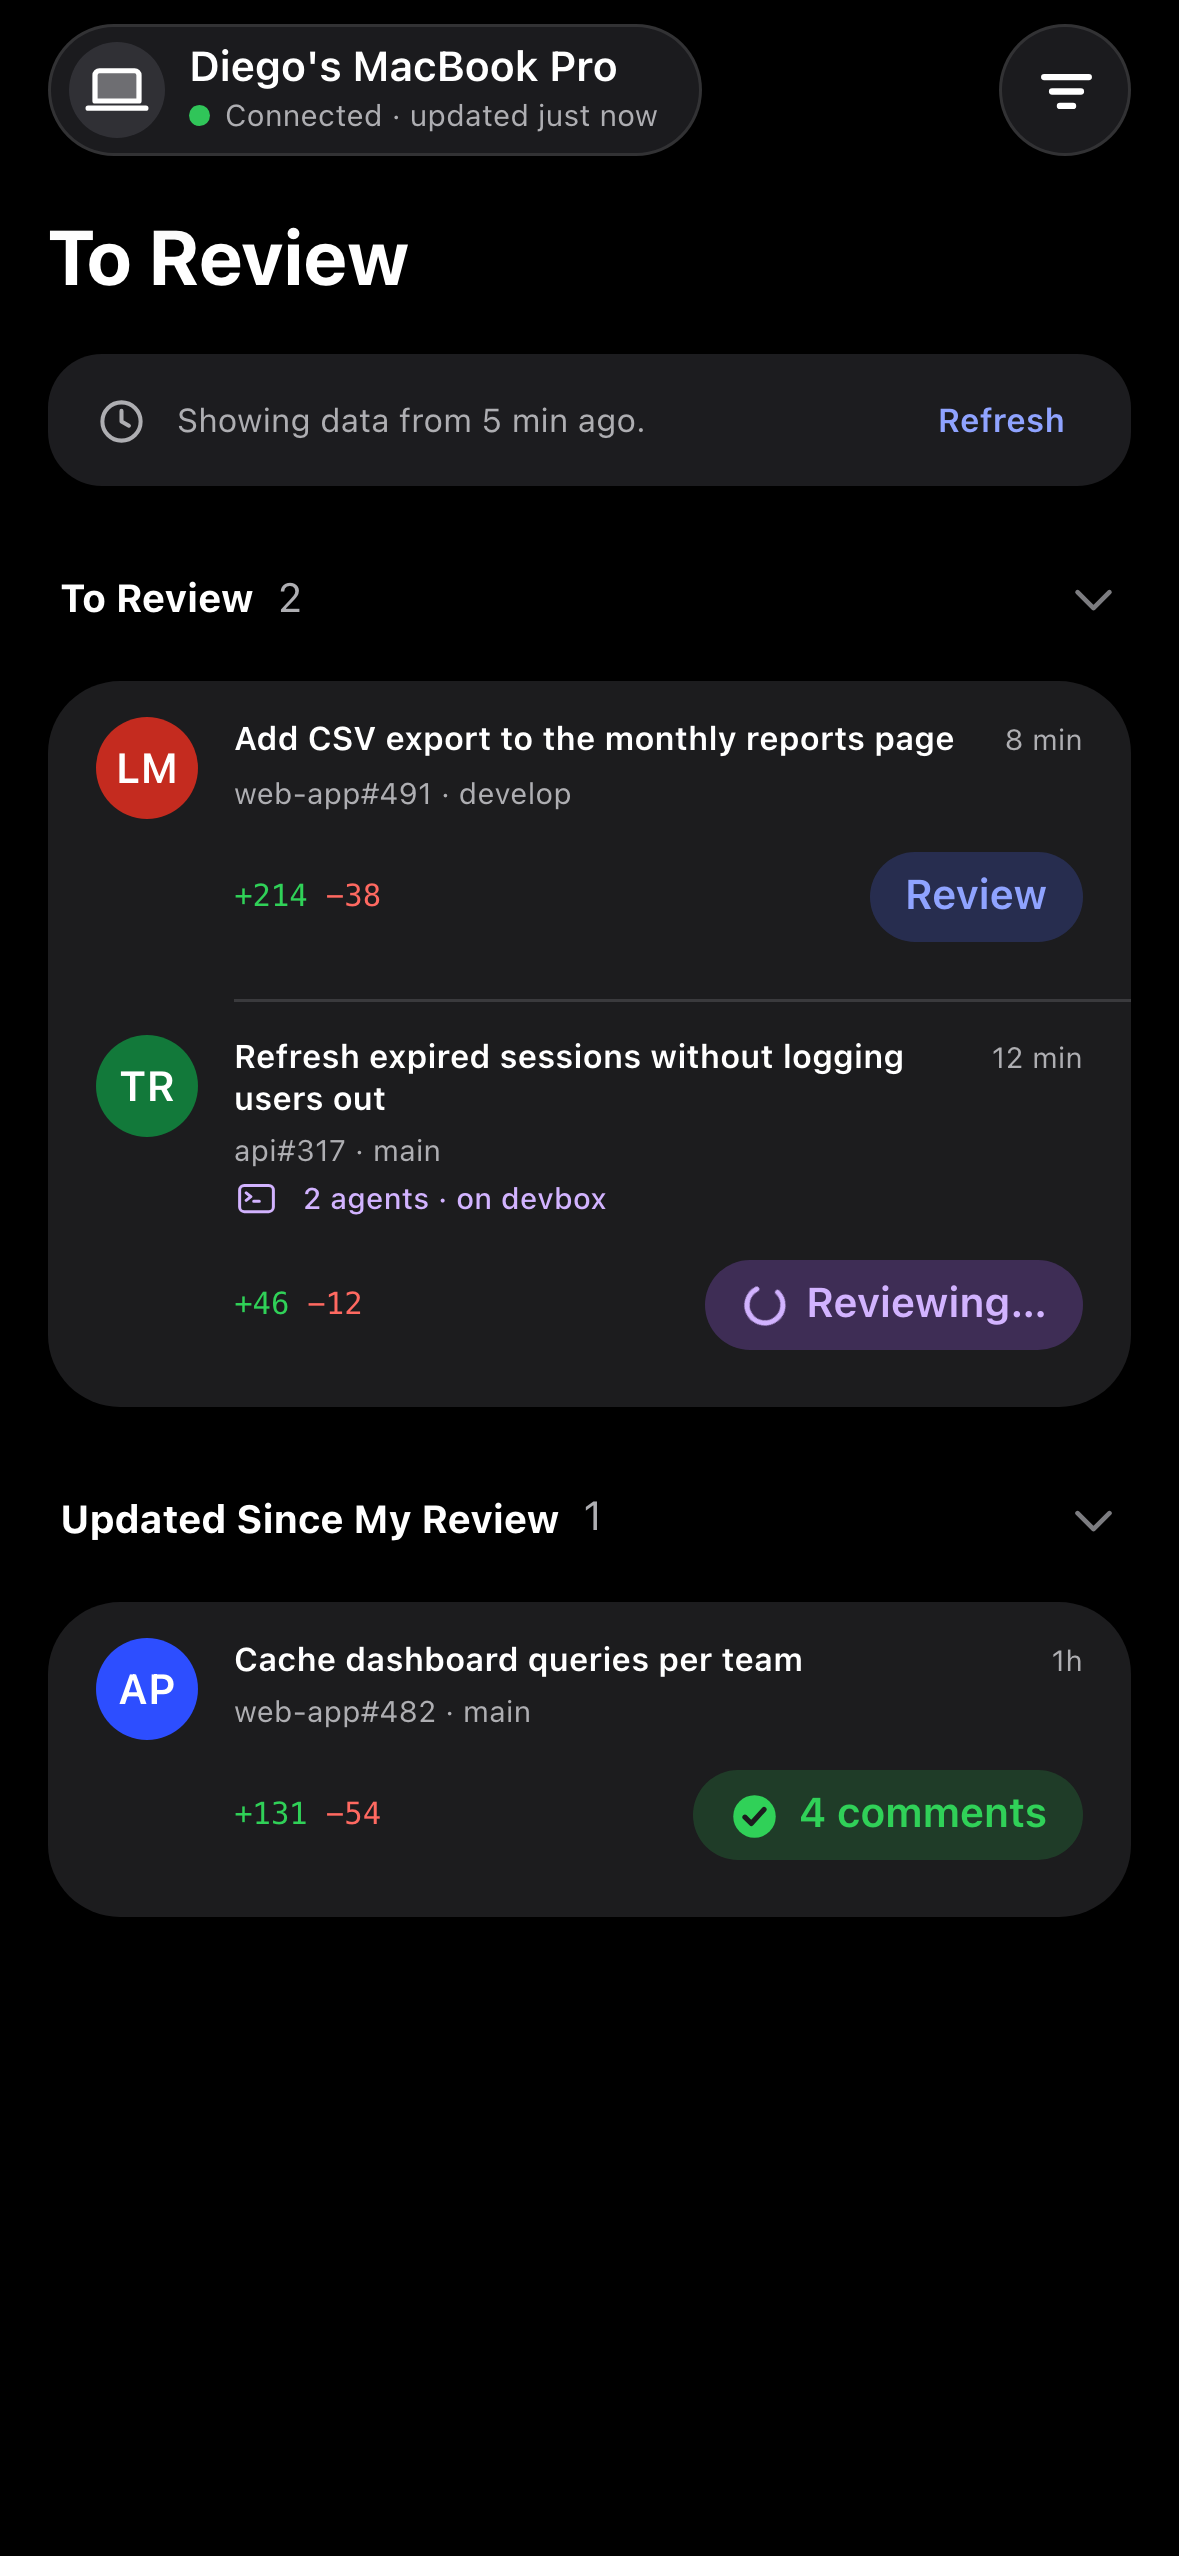 Diego's MacBook Pro
Connected · updated just now
To Review
Showing data from 5 min ago.
Refresh
To Review 2
LM
Add CSV export to the monthly reports page
8 min
web-app#491 · develop
+214 −38
Review
TR
Refresh expired sessions without logging
users out
12 min
api#317 · main
2 agents · on devbox
+46 −12
Reviewing...
Updated Since My Review 1
AP
Cache dashboard queries per team
1h
web-app#482 · main
+131 −54
4 comments